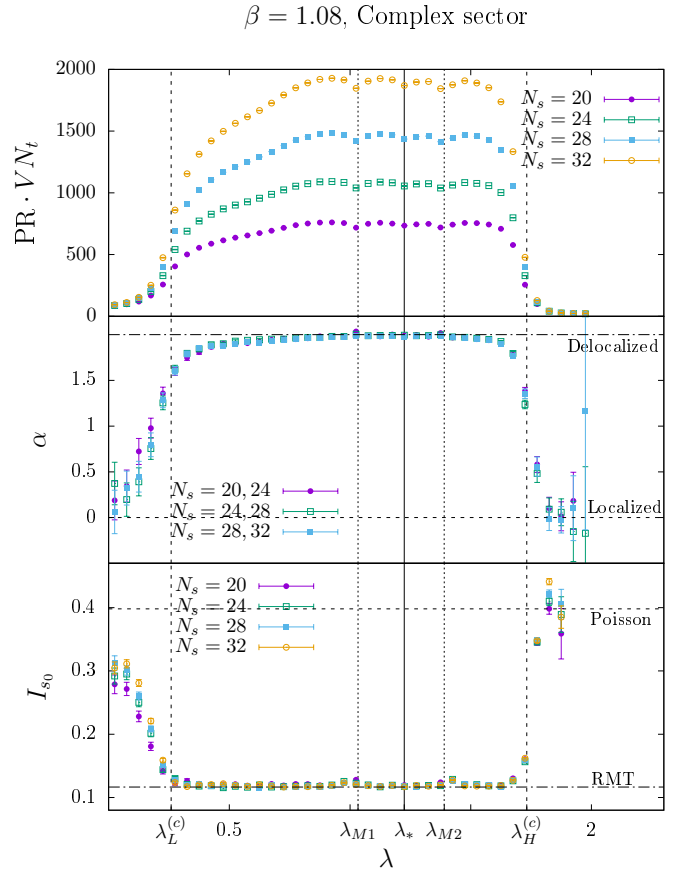 β = 1.08, Complex sector
2000
1500
1000
500
0
PR · V N_t
N_s = 20
N_s = 24
N_s = 28
N_s = 32
1.5
1
0.5
0
α
Delocalized
Localized
N_s = 20, 24
N_s = 24, 28
N_s = 28, 32
0.4
0.3
0.2
0.1
I_{s_0}
N_s = 20
N_s = 24
N_s = 28
N_s = 32
Poisson
RMT
λ_L^{(c)} 0.5 λ_{M1} λ_* λ_{M2} λ_H^{(c)} 2
λ